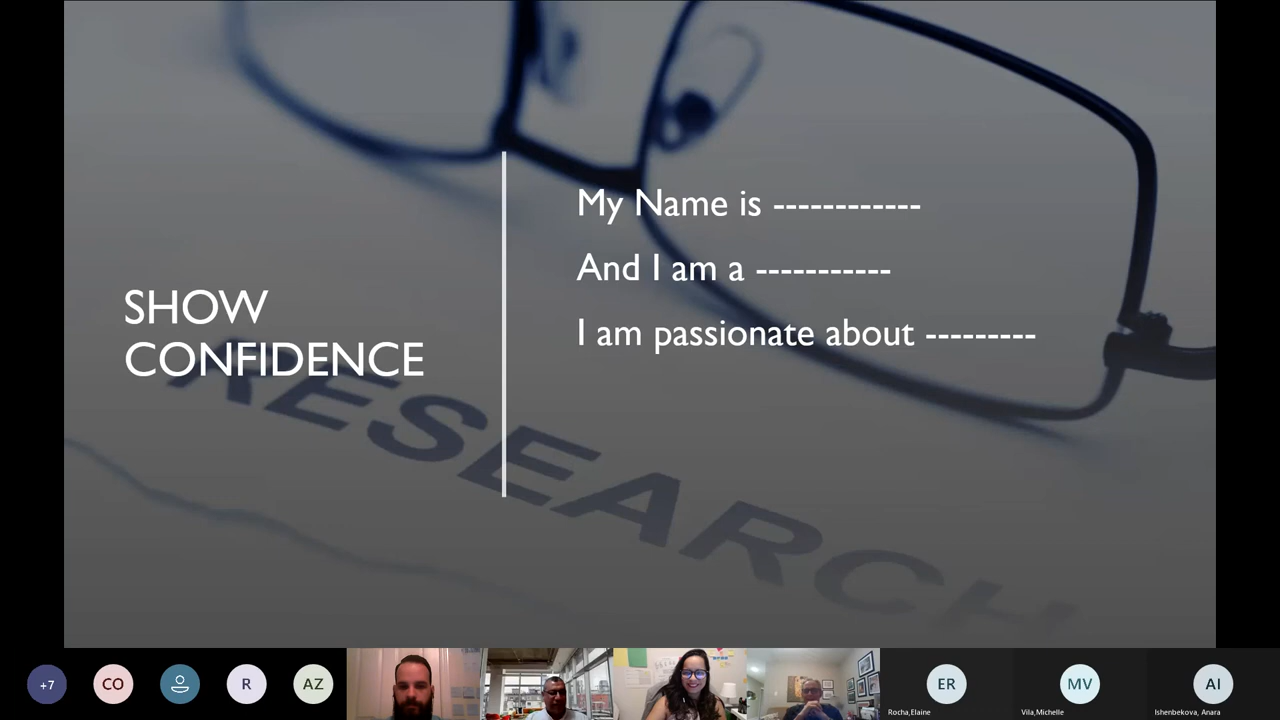 My Name is ------------
And I am a -----------
SHOW
CONFIDENCE
I am passionate about ---------
RESEARCH
+7
CO
R
AZ
ER
MV
AI
Rocha,Elaine
Vila,Michelle
Ishenbekova, Anara